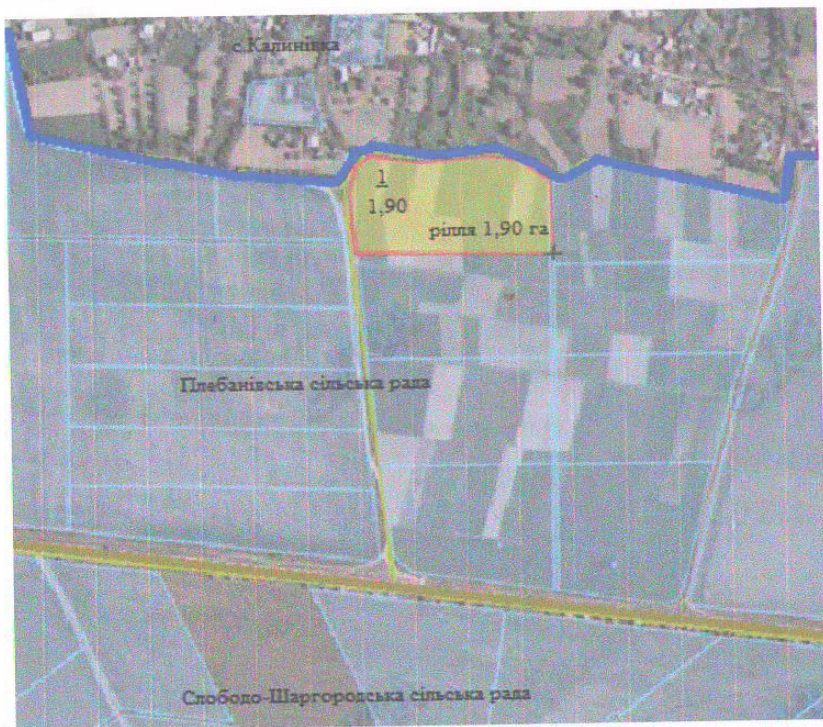 с.Калинівка
1
1,90
рілля 1,90 га
Плебанівська сільська рада
Слободо-Шаргородська сільська рада